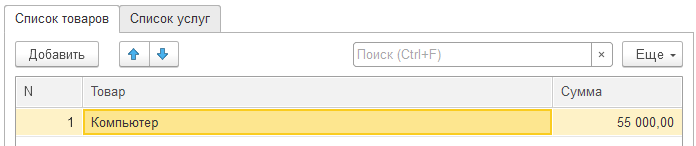 Список товаров Список услуг
Добавить Поиск (Ctrl+F) × Еще
N Товар Сумма
1 Компьютер 55 000,00